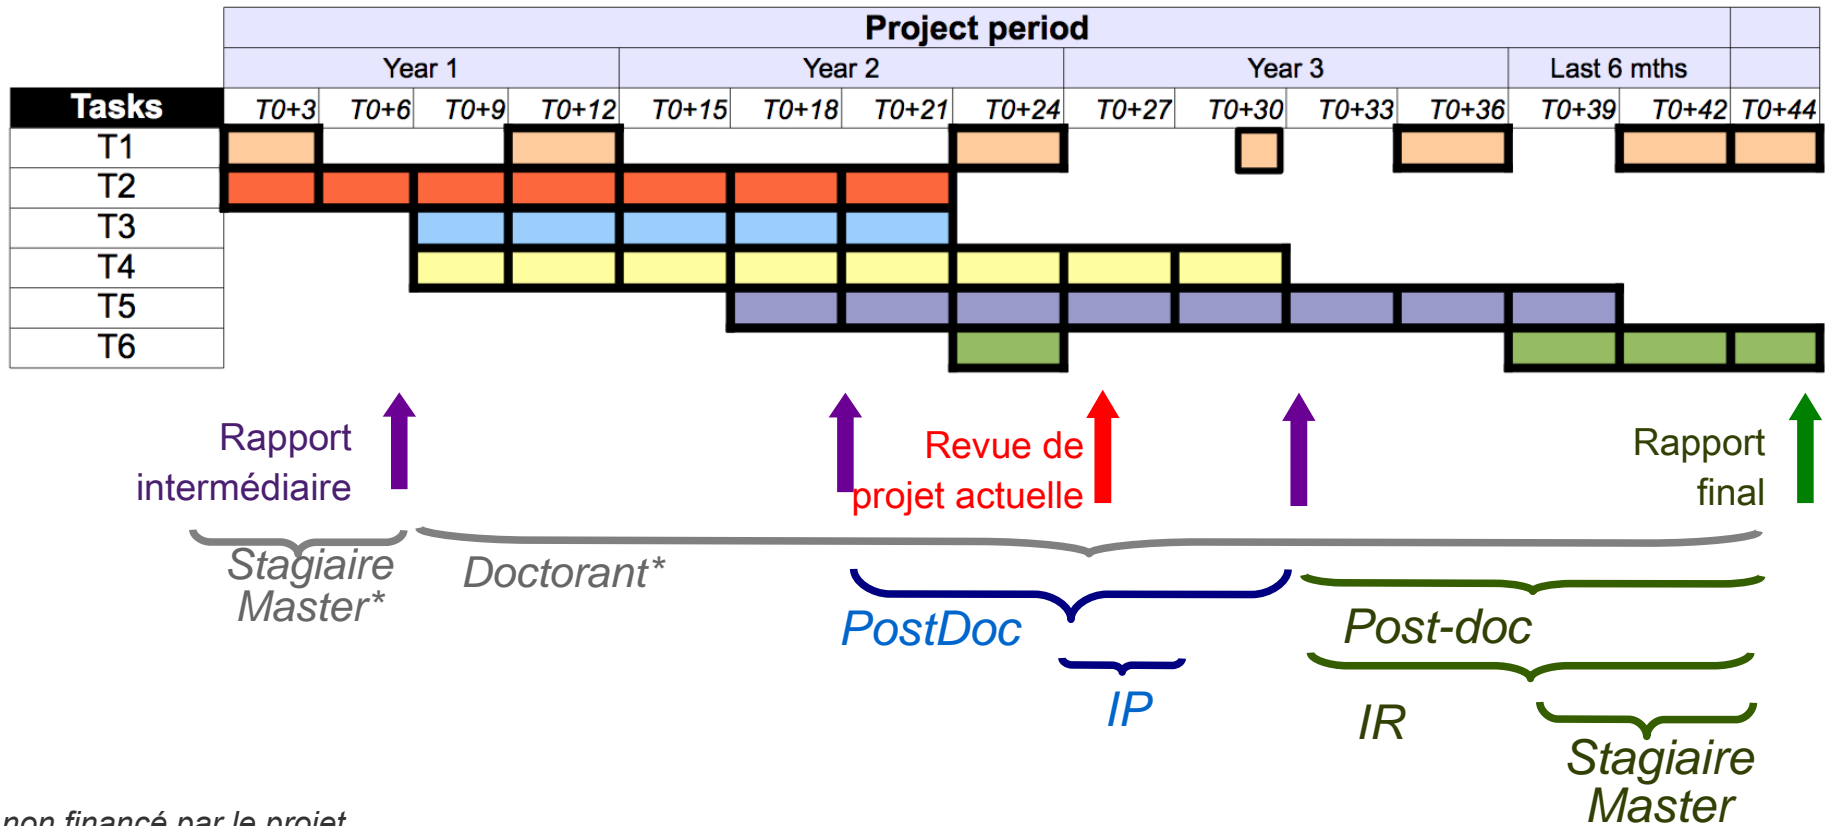 Project period
Year 1 Year 2 Year 3 Last 6 mths
Tasks T0+3 T0+6 T0+9 T0+12 T0+15 T0+18 T0+21 T0+24 T0+27 T0+30 T0+33 T0+36 T0+39 T0+42 T0+44
T1
T2
T3
T4
T5
T6
Rapport
intermédiaire
Revue de
projet actuelle
Rapport
final
Stagiaire
Master*
Doctorant*
PostDoc
Post-doc
IP
IR
Stagiaire
Master
non financé par le projet